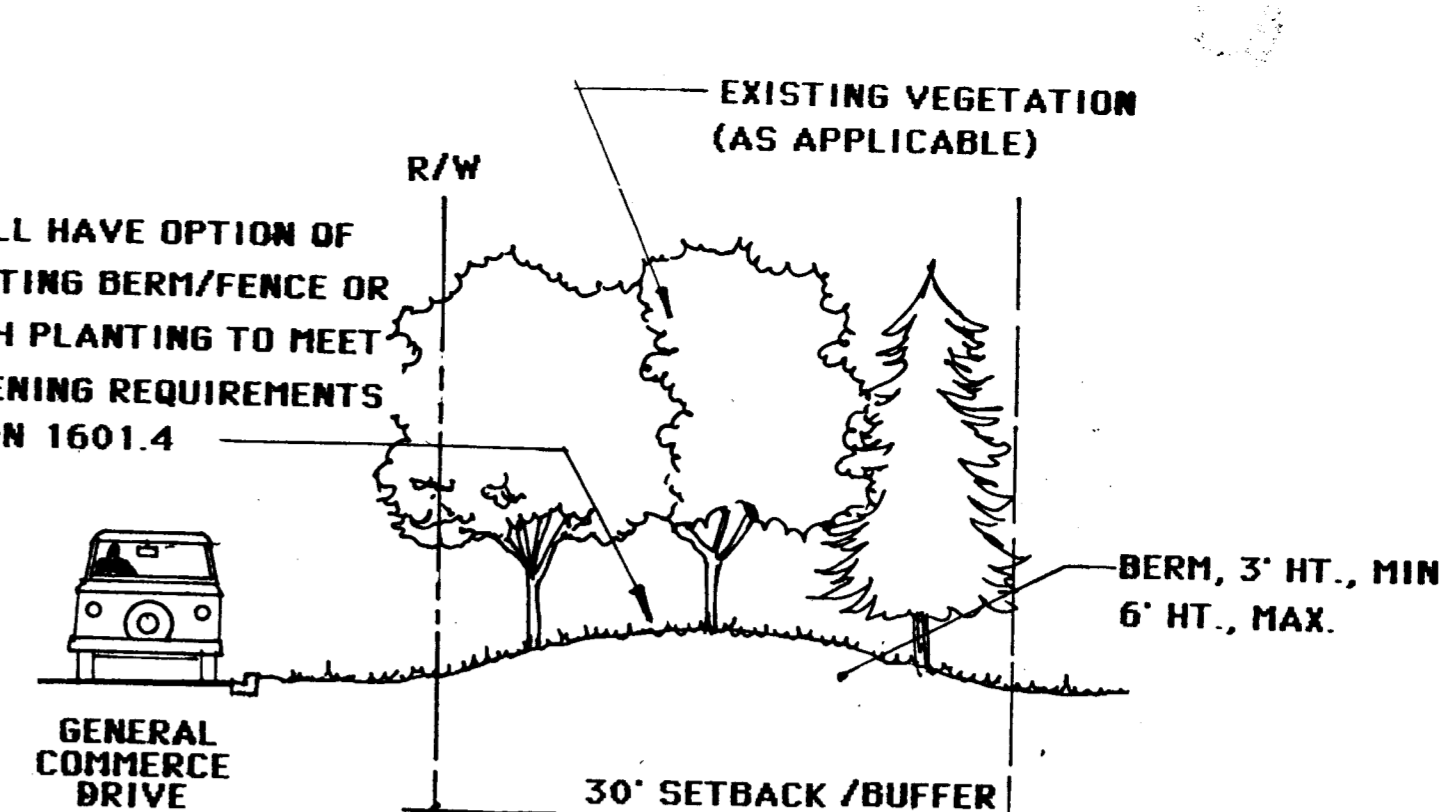 EXISTING VEGETATION
(AS APPLICABLE)
R/W
LL HAVE OPTION OF
TING BERM/FENCE OR
H PLANTING TO MEET
ENING REQUIREMENTS
N 1601.4
BERM, 3' HT., MIN
6' HT., MAX.
GENERAL
COMMERCE
DRIVE
30' SETBACK /BUFFER